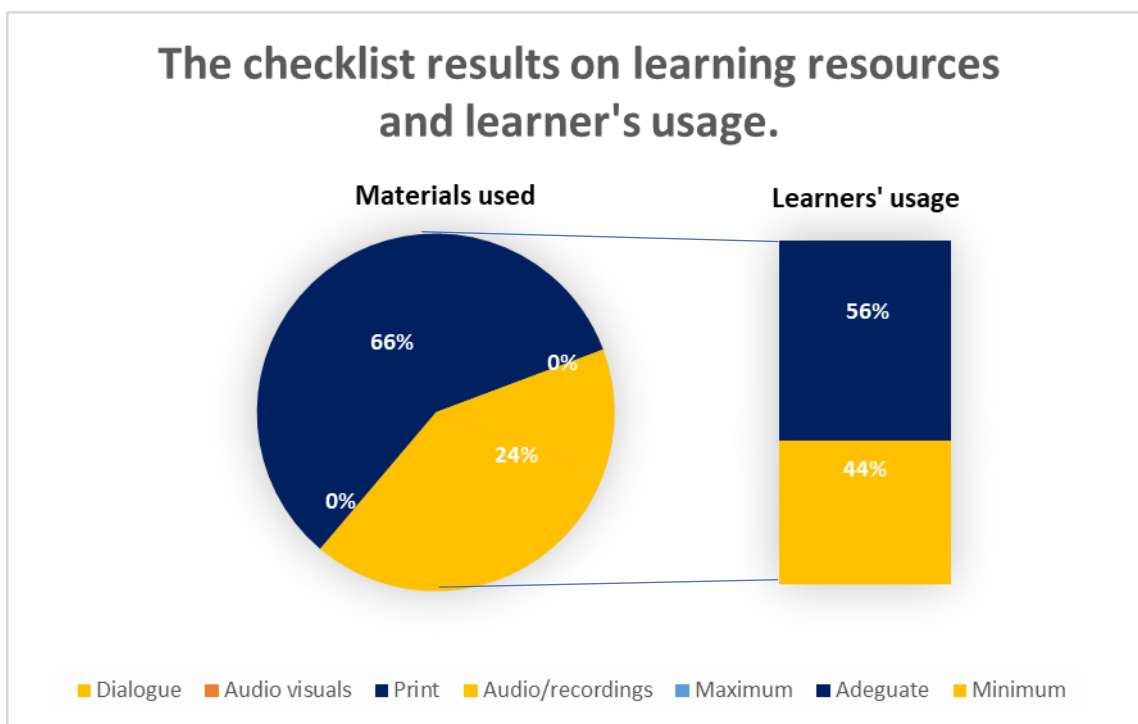 The checklist results on learning resources
and learner's usage.
Materials used
Learners' usage
66%
0%
24%
0%
56%
44%
Dialogue Audio visuals Print Audio/recordings Maximum Adeguate Minimum